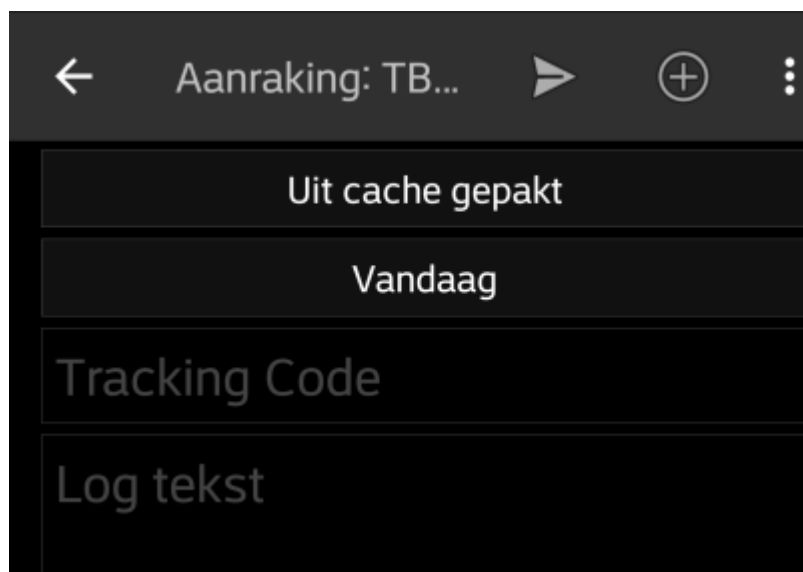 Aanraking: TB...
Uit cache gepakt
Vandaag
Tracking Code
Log tekst